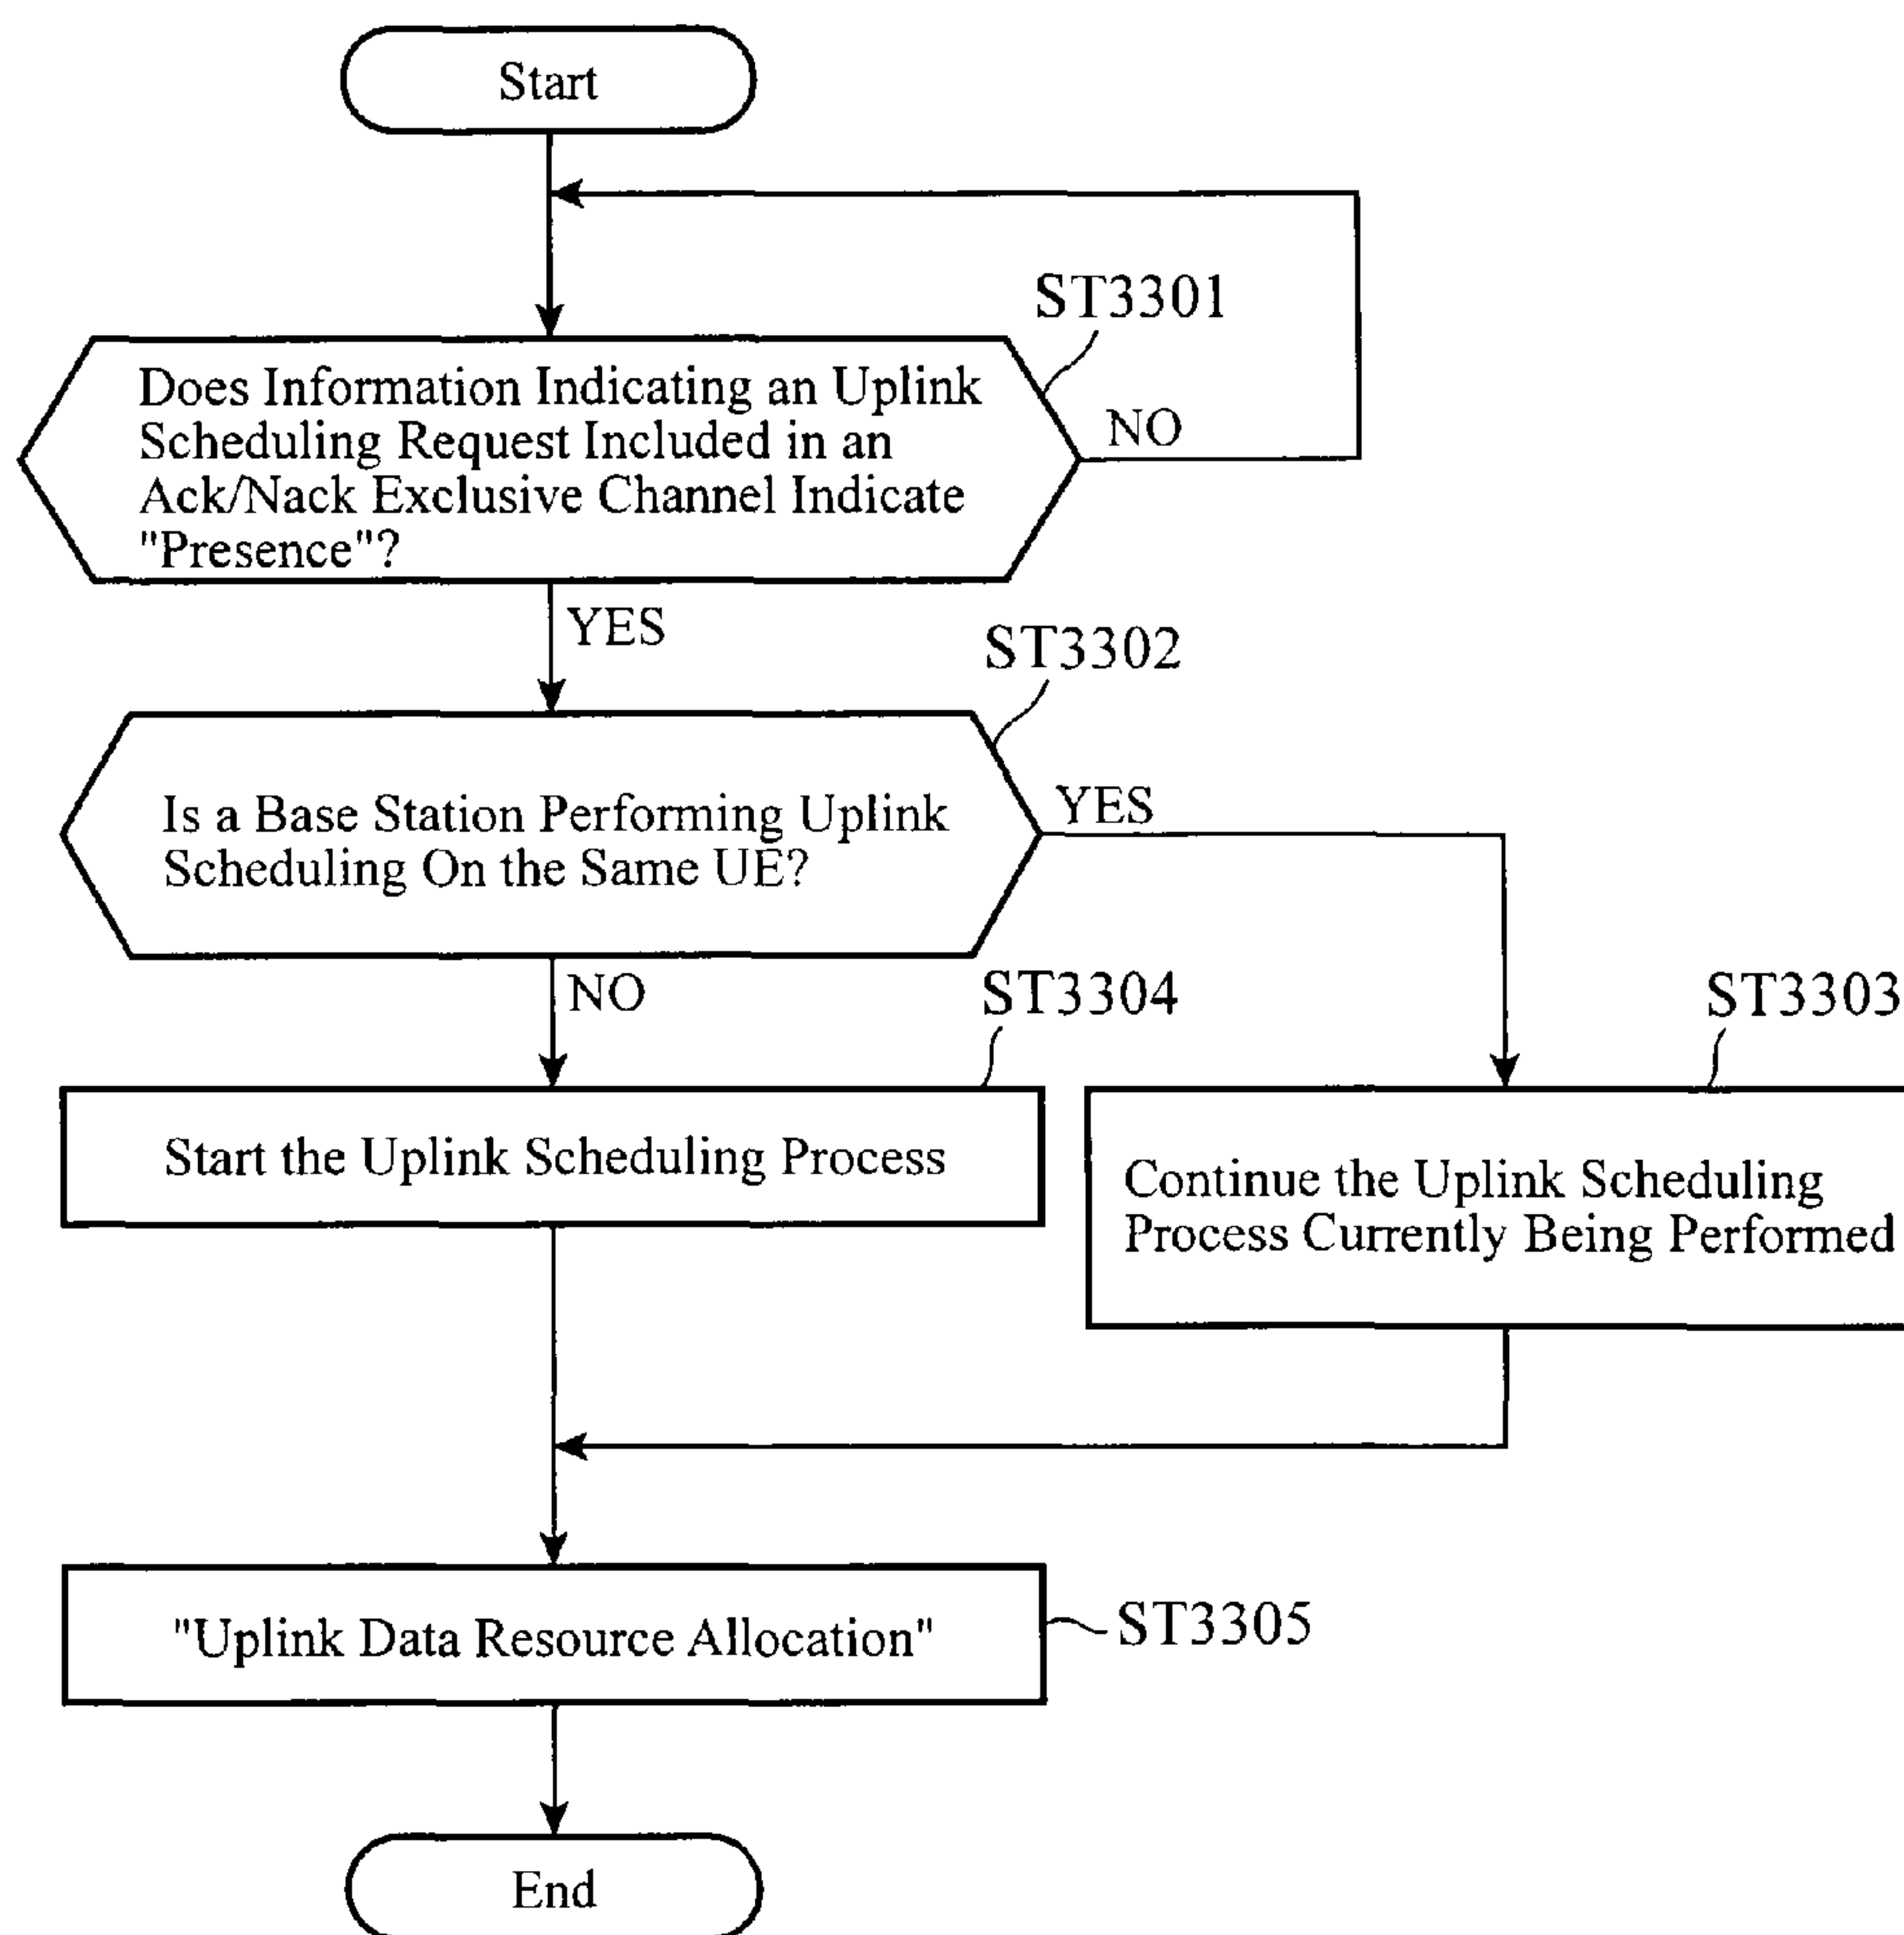 Start
ST3301
Does Information Indicating an Uplink
Scheduling Request Included in an
Ack/Nack Exclusive Channel Indicate
"Presence"?
NO
YES
ST3302
Is a Base Station Performing Uplink
Scheduling On the Same UE?
YES
NO
ST3304
ST3303
Start the Uplink Scheduling Process
Continue the Uplink Scheduling
Process Currently Being Performed
"Uplink Data Resource Allocation"
ST3305
End